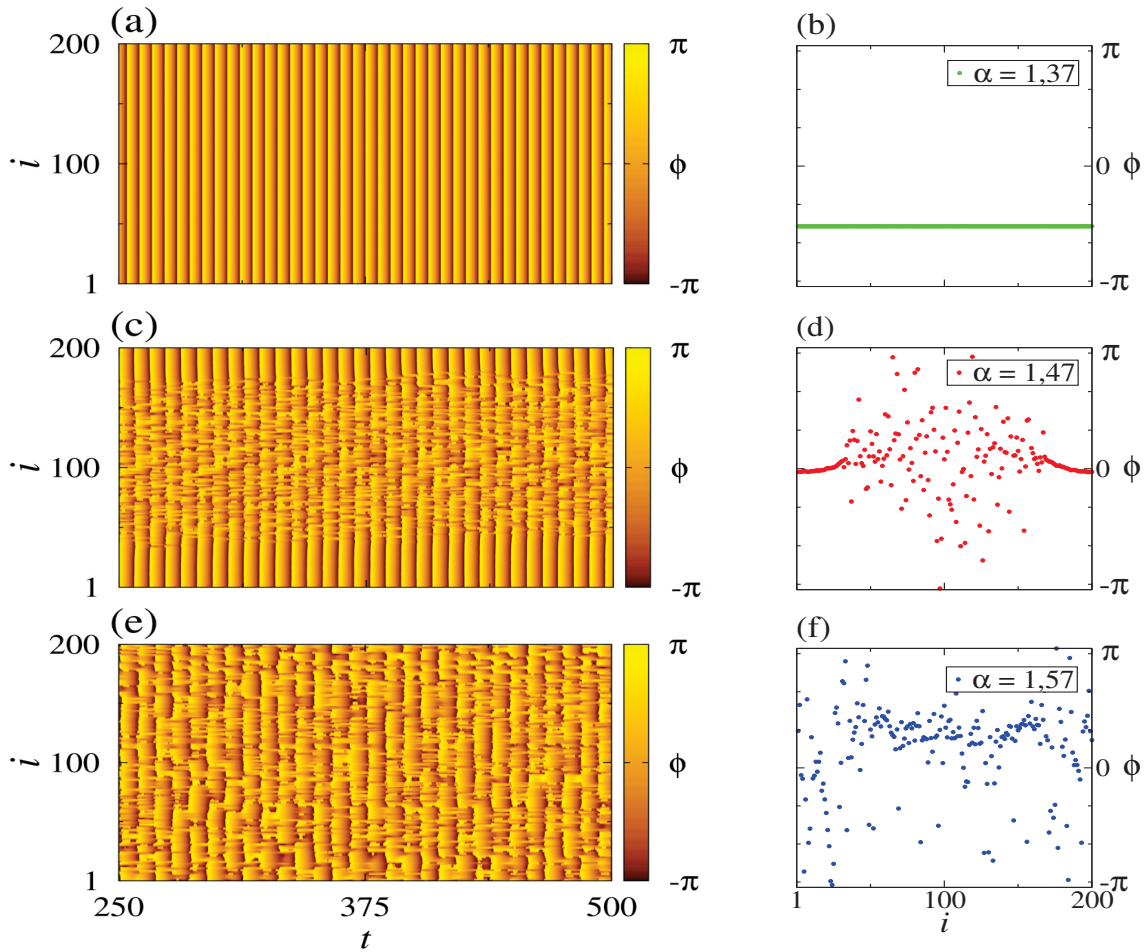 (a)
200
100
1
i
π
ϕ
-π
(b)
α = 1,37
π
0 ϕ
-π
(c)
200
100
1
i
π
ϕ
-π
(d)
α = 1,47
π
0 ϕ
-π
(e)
200
100
1
i
250 375 500
t
π
ϕ
-π
(f)
α = 1,57
π
0 ϕ
-π
1 100 200
i